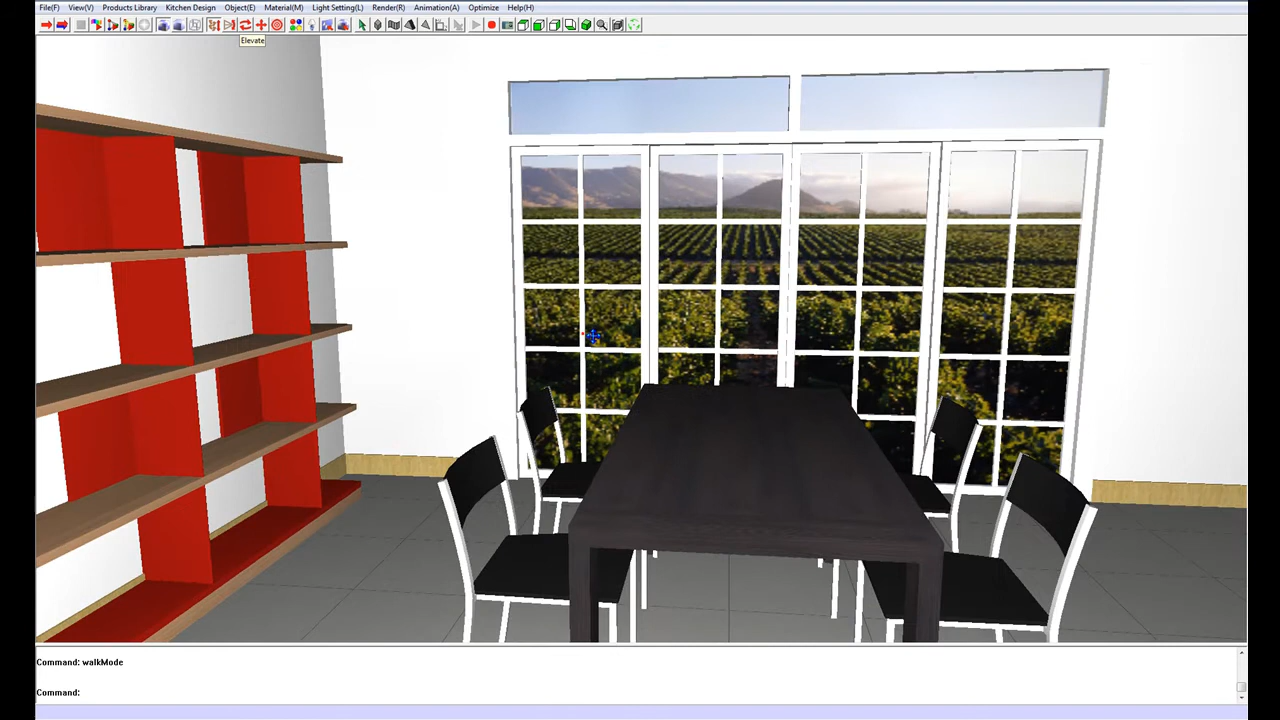 File(F) View(V) Products Library Kitchen Design Object(E) Material(M) Light Setting(L) Render(R) Animation(A) Optimize Help(H)
Elevate
Command: walkMode
Command: